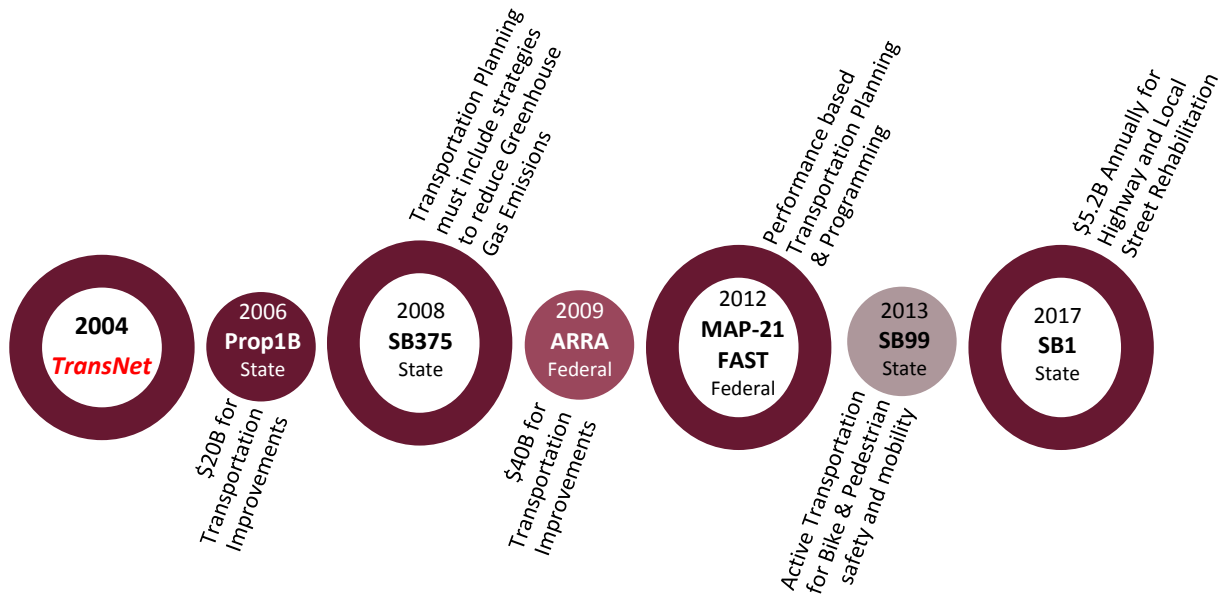 2004
TransNet
2006
Prop1B
State
$20B for
Transportation
Improvements
2008
SB375
State
Transportation Planning
must include strategies
to reduce Greenhouse
Gas Emissions
2009
ARRA
Federal
$40B for
Transportation
Improvements
2012
MAP-21
FAST
Federal
Performance based
Transportation Planning
& Programming
2013
SB99
State
Active Transportation
for Bike & Pedestrian
safety and mobility
2017
SB1
State
$5.2B Annually for
Highway and Local
Street Rehabilitation